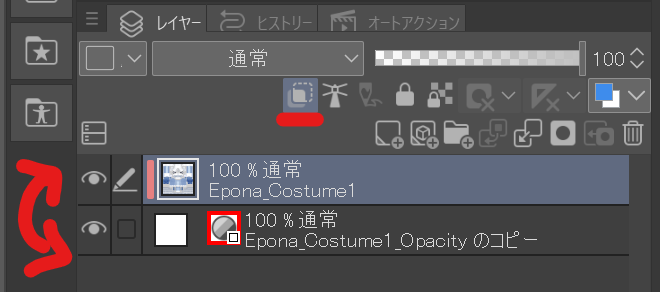 レイヤー ヒストリー オートアクション
通常 100
100 % 通常
Epona_Costume1
100 % 通常
Epona_Costume1_Opacity のコピー